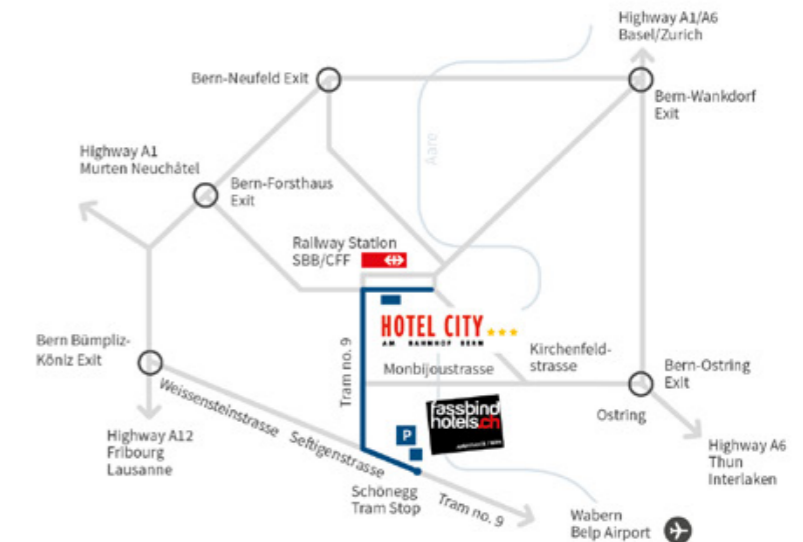 Highway A1/A6
Basel/Zurich
Bern-Neufeld Exit
Bern-Wankdorf
Exit
Aare
Highway A1
Murten Neuchâtel
Bern-Forsthaus
Exit
Railway Station
SBB/CFF
HOTEL CITY
AM BAHNHOF BERN
Tram no. 9
Monbijoustrasse
Kirchenfeld-
strasse
Bern Bümpliz-
Köniz Exit
Bern-Ostring
Exit
Weissensteinstrasse
Seftigenstrasse
fassbind
hotels.ch
P
Ostring
Highway A12
Fribourg
Lausanne
Highway A6
Thun
Interlaken
Schönegg
Tram Stop
Tram no. 9
Wabern
Belp Airport